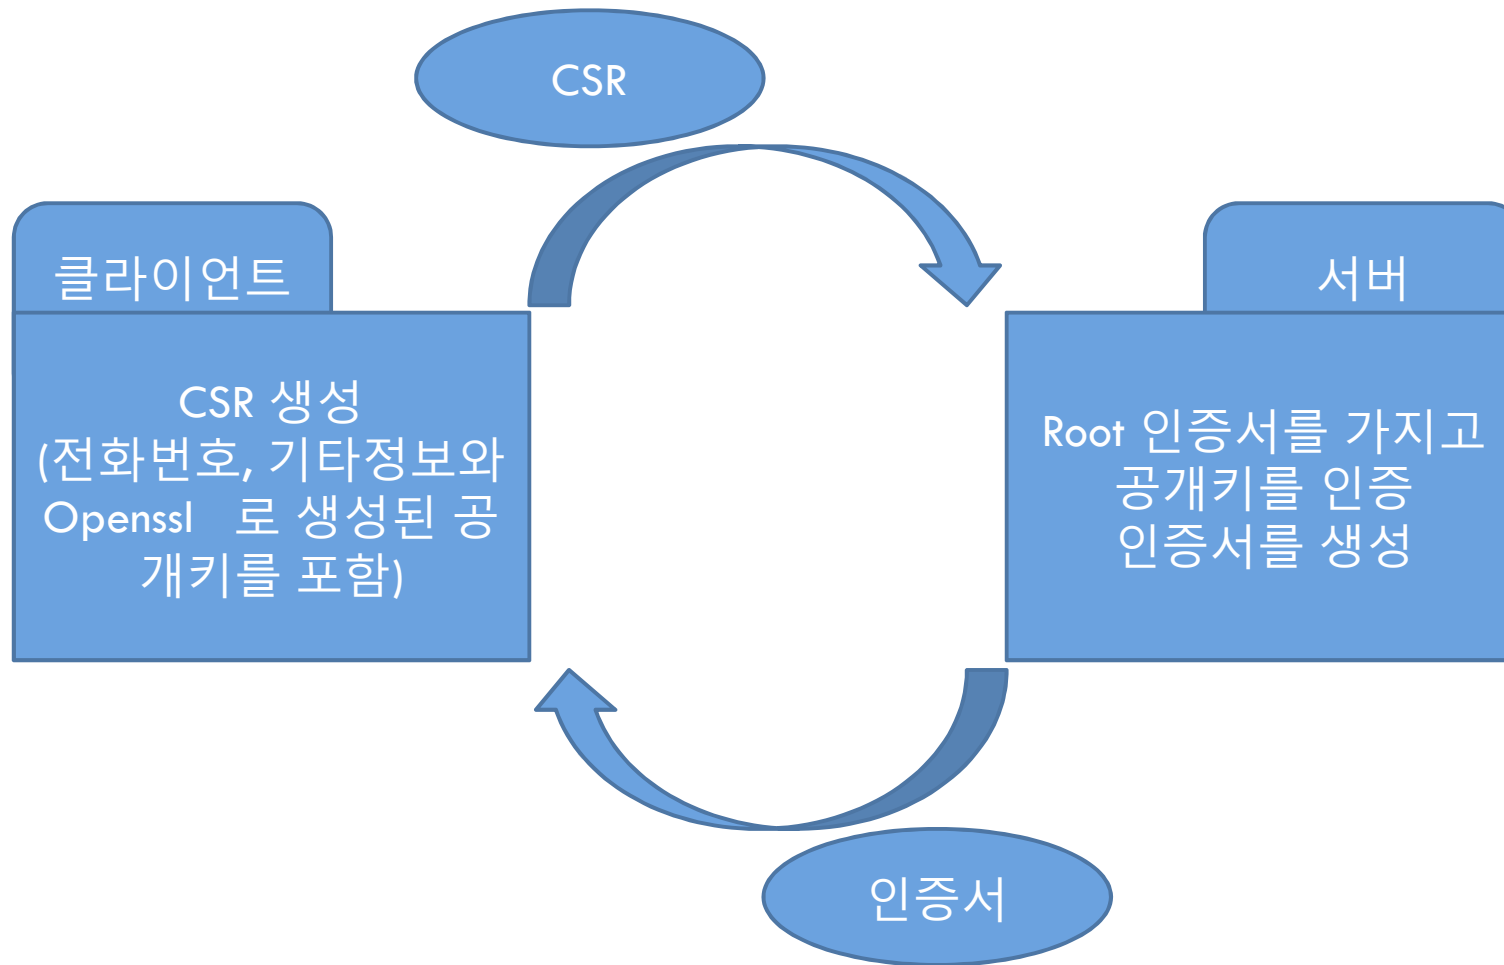 CSR
클라이언트
서버
CSR 생성
(전화번호, 기타정보와
Openssl 로 생성된 공
개키를 포함)
Root 인증서를 가지고
공개키를 인증
인증서를 생성
인증서